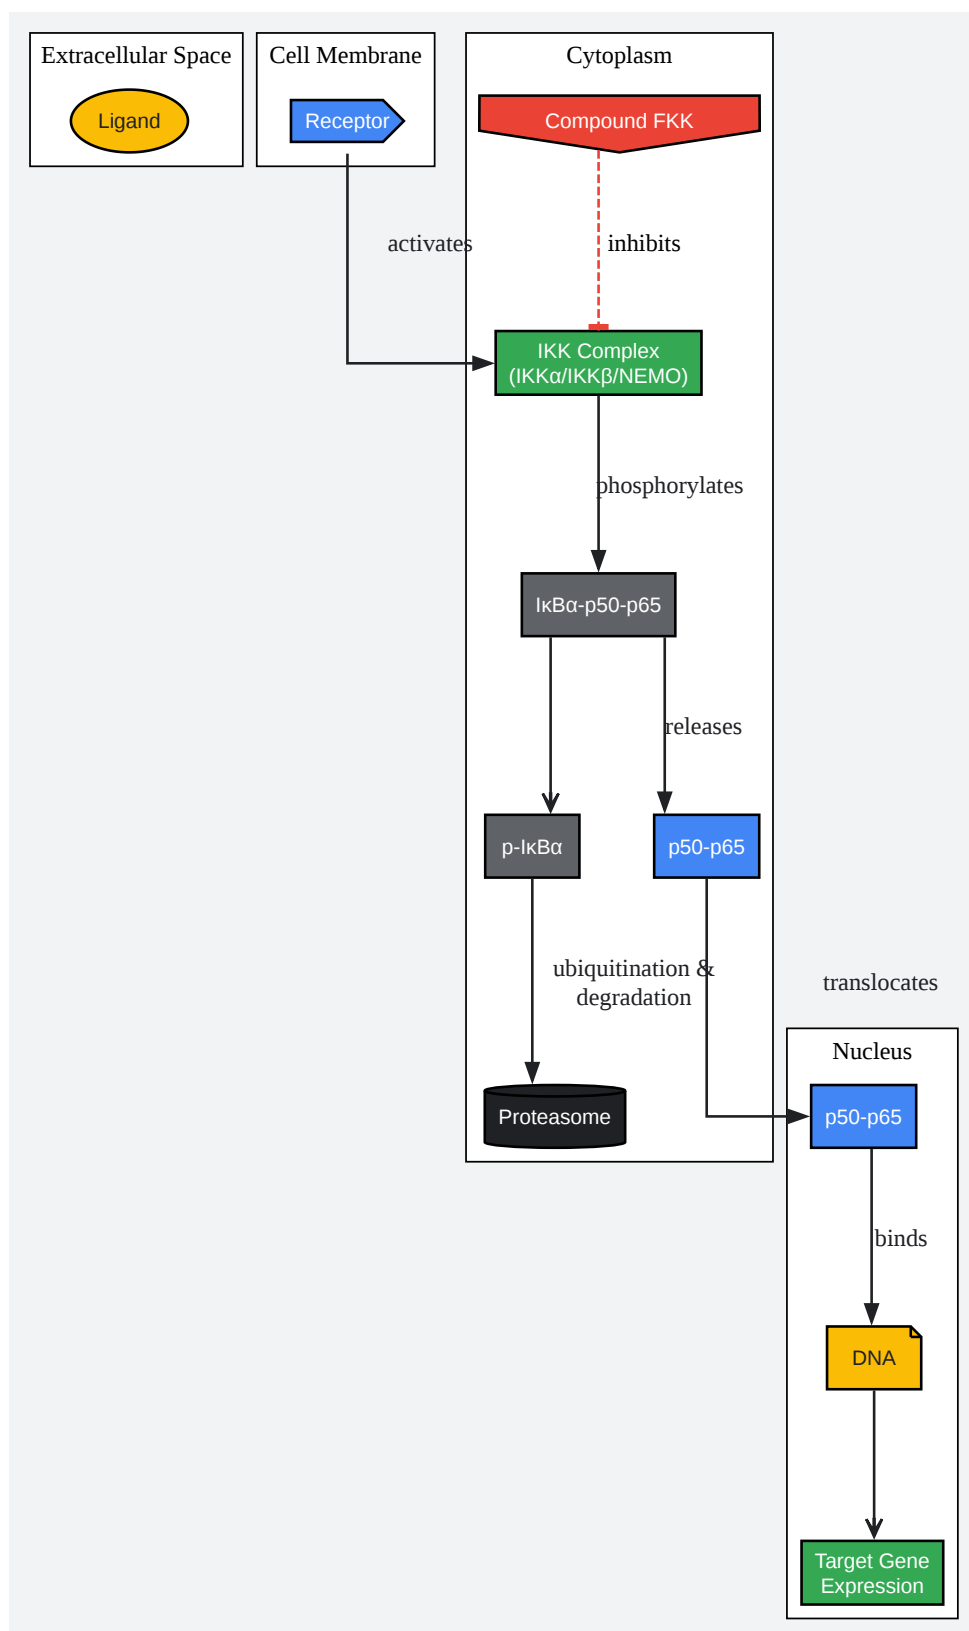 Extracellular Space
Ligand
Cell Membrane
Receptor
Cytoplasm
Compound FKK
activates
inhibits
IKK Complex
(IKKα/IKKβ/NEMO)
phosphorylates
IκBα-p50-p65
releases
p-IκBα
p50-p65
ubiquitination &
degradation
translocates
Proteasome
Nucleus
p50-p65
binds
DNA
Target Gene
Expression